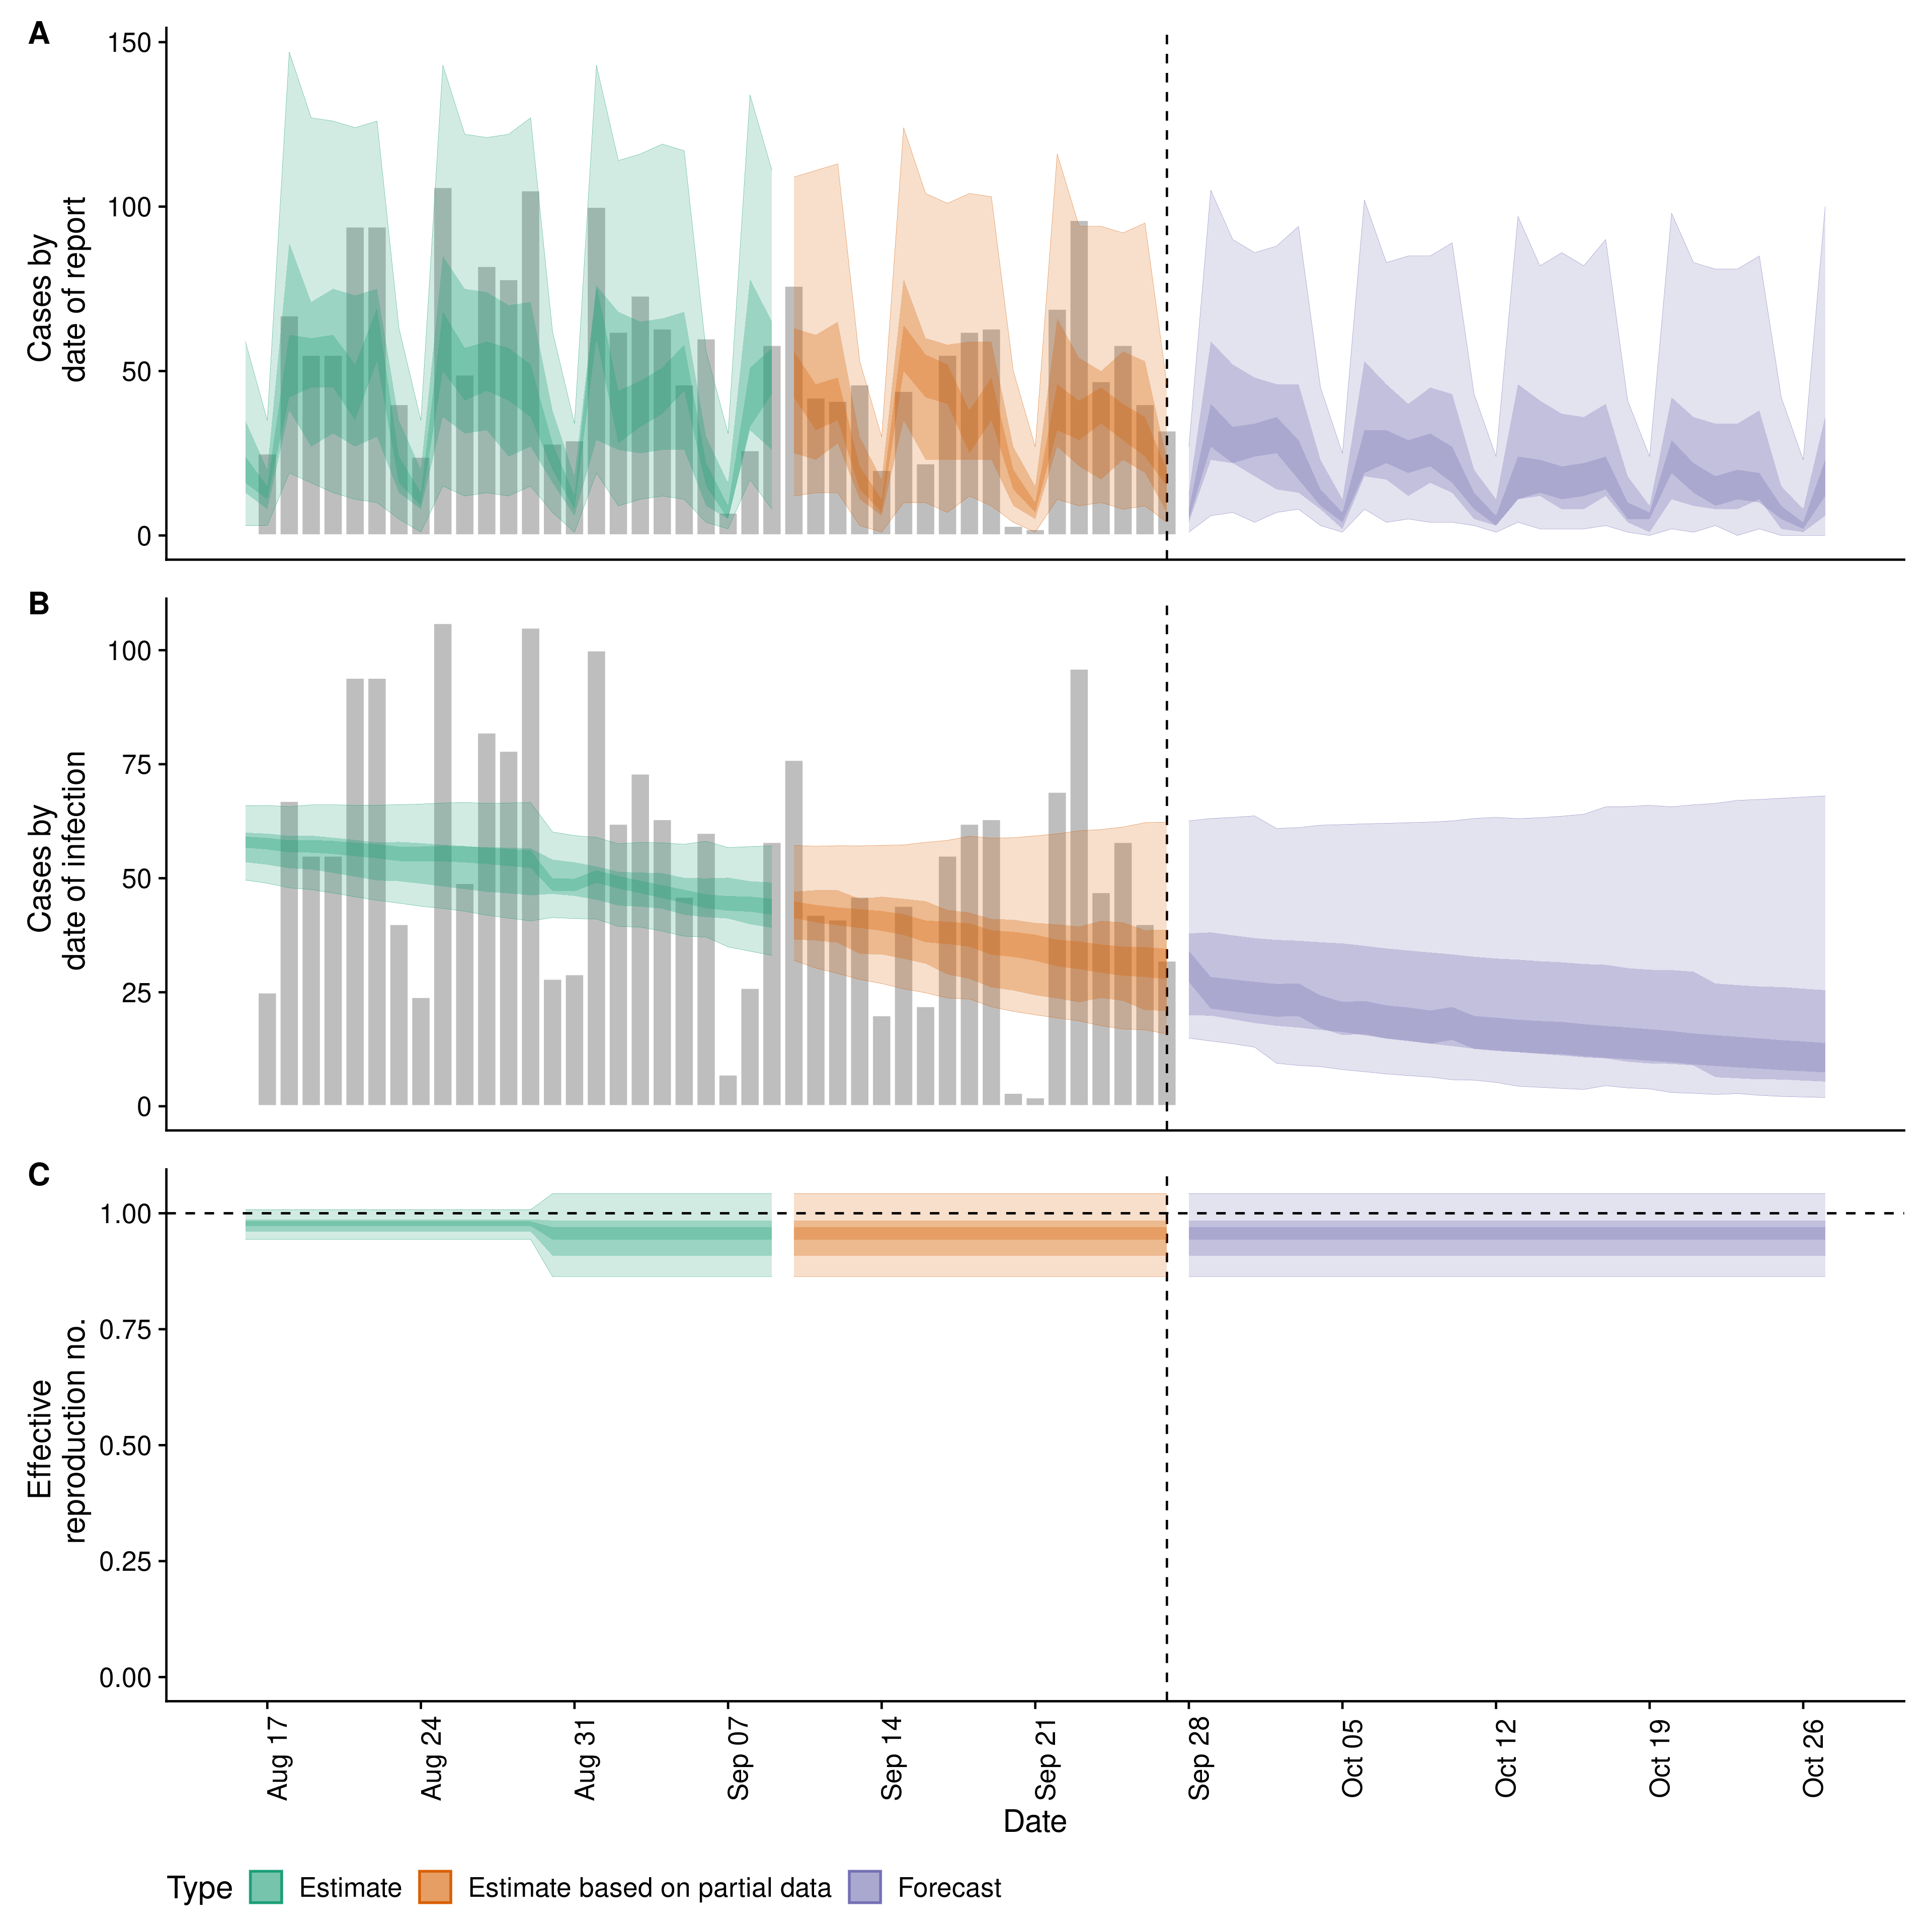 A
150
100
50
0
Cases by
date of report
B
100
75
50
25
0
Cases by
date of infection
C
1.00
0.75
0.50
0.25
0.00
Effective
reproduction no.
Aug 17
Aug 24
Aug 31
Sep 07
Sep 14
Sep 21
Sep 28
Oct 05
Oct 12
Oct 19
Oct 26
Date
Type Estimate Estimate based on partial data Forecast